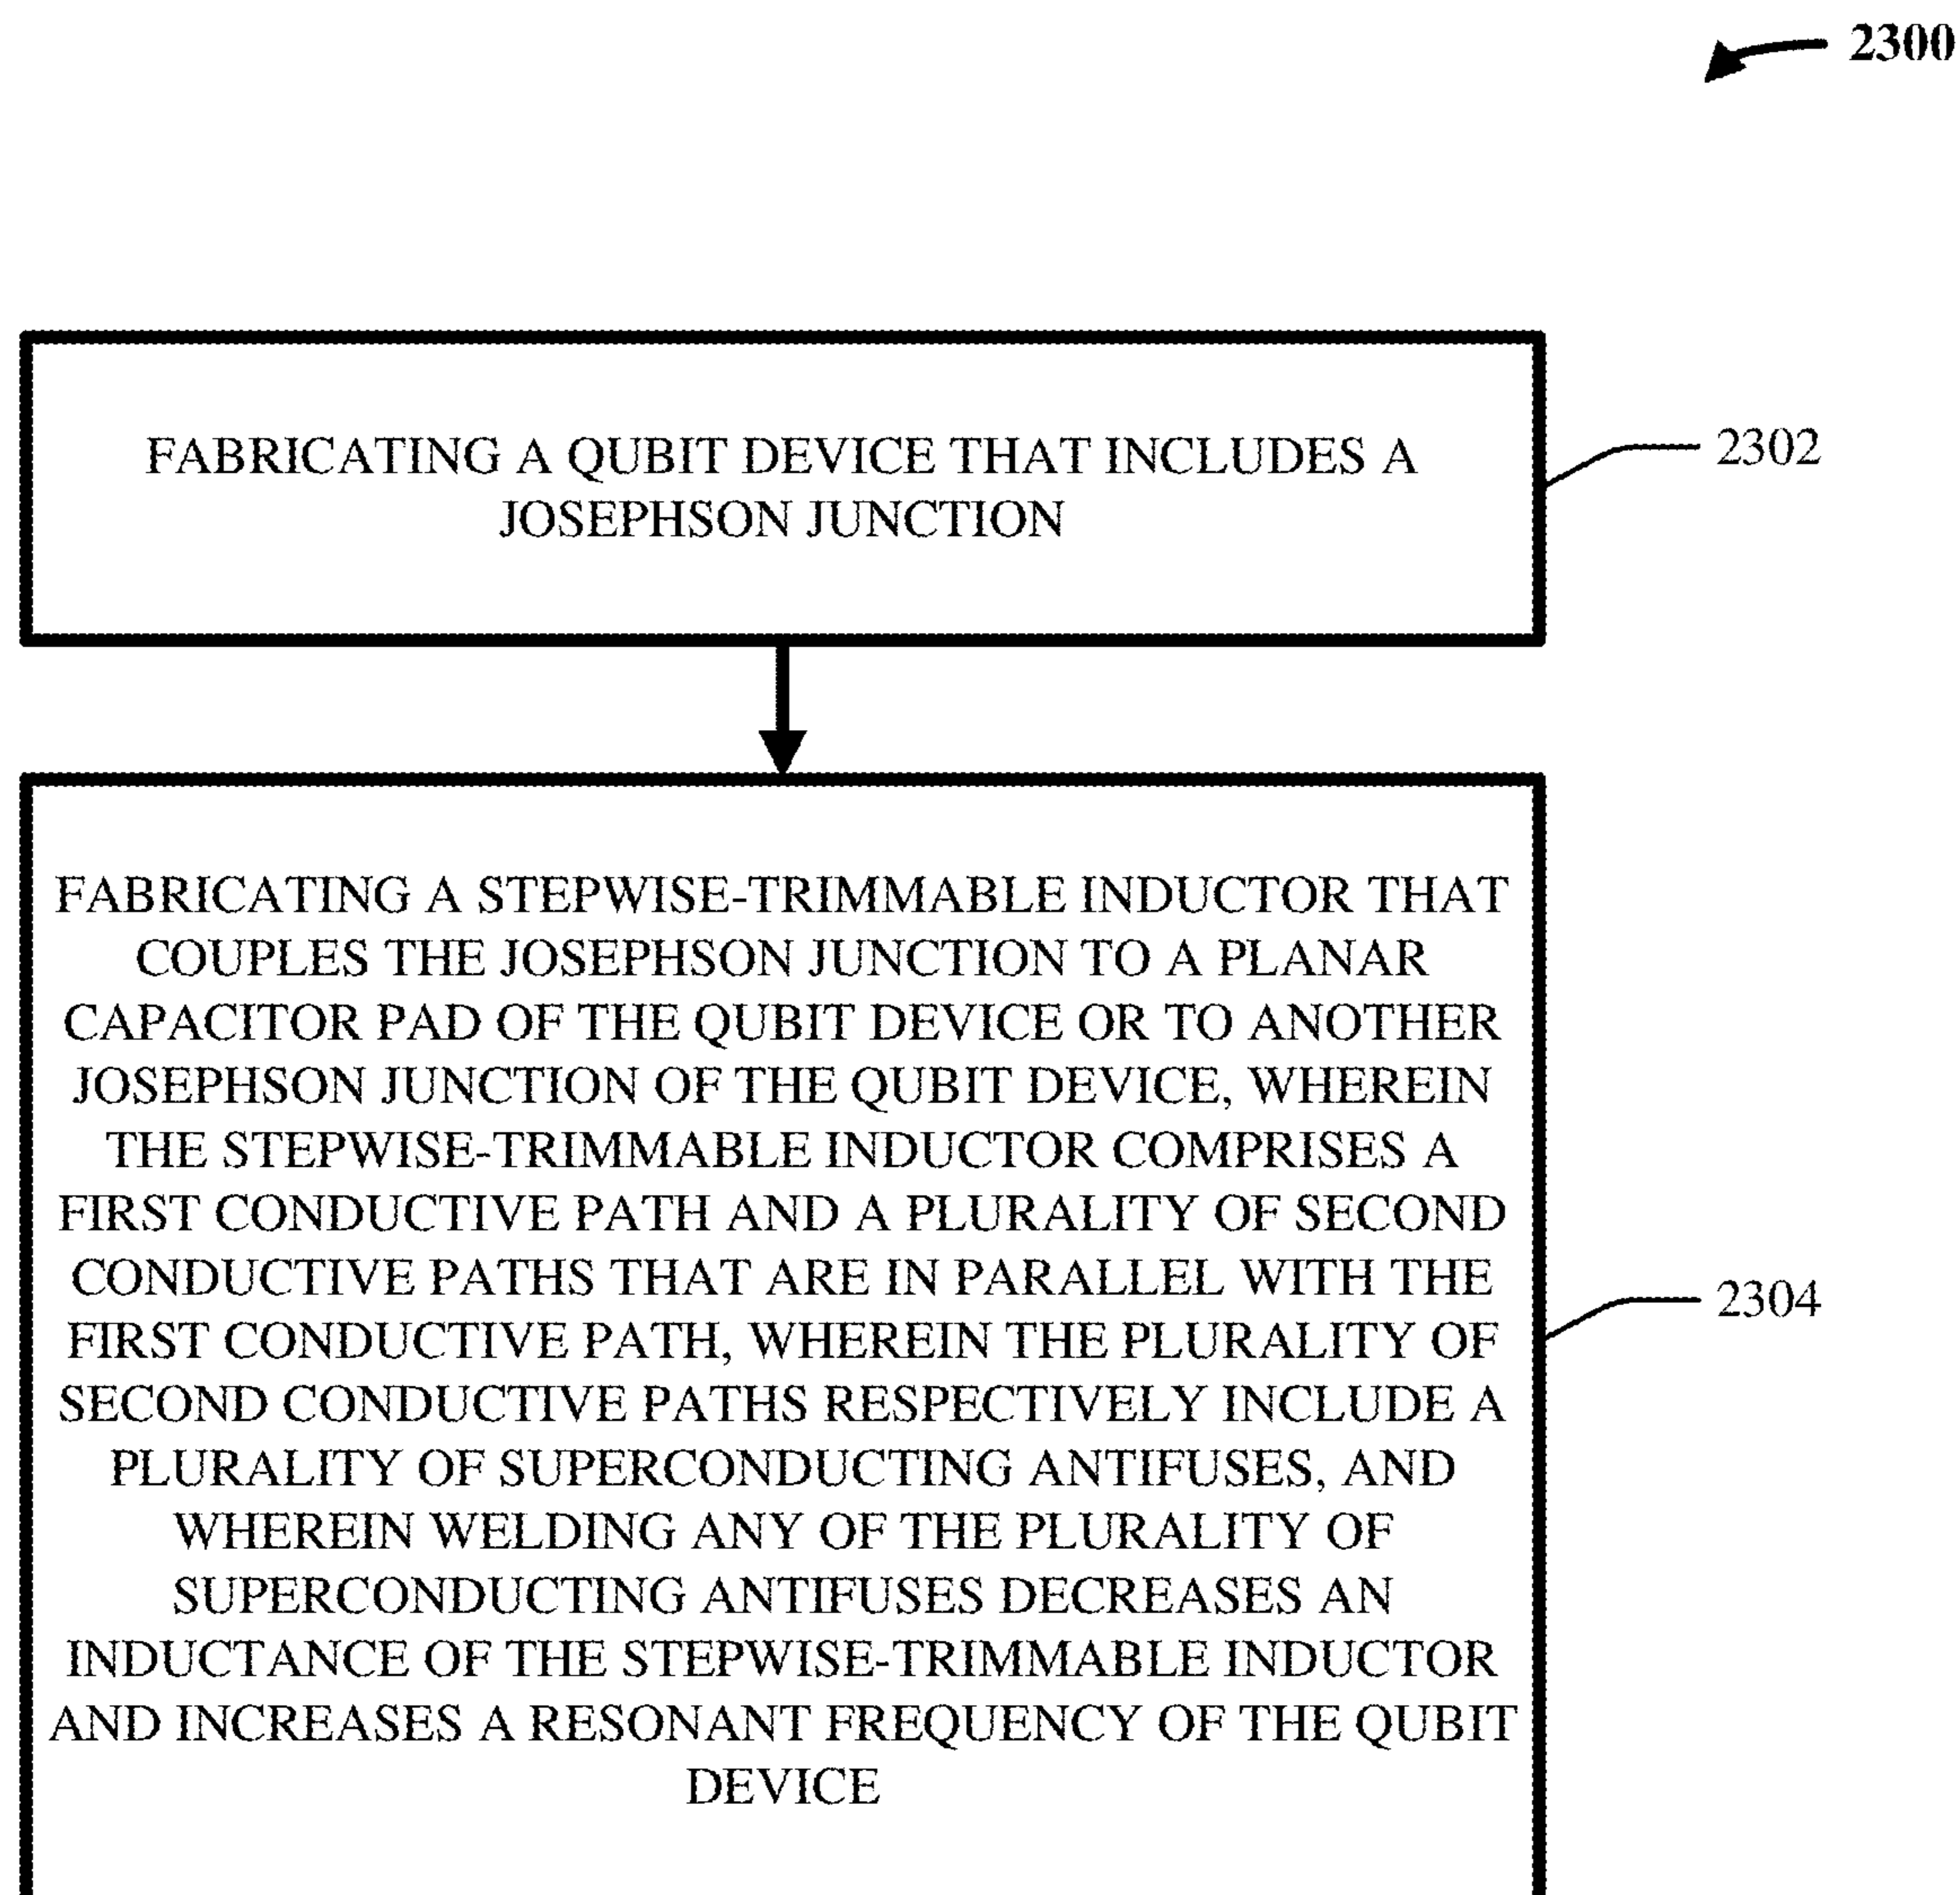 2300
FABRICATING A QUBIT DEVICE THAT INCLUDES A
JOSEPHSON JUNCTION
2302
FABRICATING A STEPWISE-TRIMMABLE INDUCTOR THAT
COUPLES THE JOSEPHSON JUNCTION TO A PLANAR
CAPACITOR PAD OF THE QUBIT DEVICE OR TO ANOTHER
JOSEPHSON JUNCTION OF THE QUBIT DEVICE, WHEREIN
THE STEPWISE-TRIMMABLE INDUCTOR COMPRISES A
FIRST CONDUCTIVE PATH AND A PLURALITY OF SECOND
CONDUCTIVE PATHS THAT ARE IN PARALLEL WITH THE
FIRST CONDUCTIVE PATH, WHEREIN THE PLURALITY OF
SECOND CONDUCTIVE PATHS RESPECTIVELY INCLUDE A
PLURALITY OF SUPERCONDUCTING ANTIFUSES, AND
WHEREIN WELDING ANY OF THE PLURALITY OF
SUPERCONDUCTING ANTIFUSES DECREASES AN
INDUCTANCE OF THE STEPWISE-TRIMMABLE INDUCTOR
AND INCREASES A RESONANT FREQUENCY OF THE QUBIT
DEVICE
2304